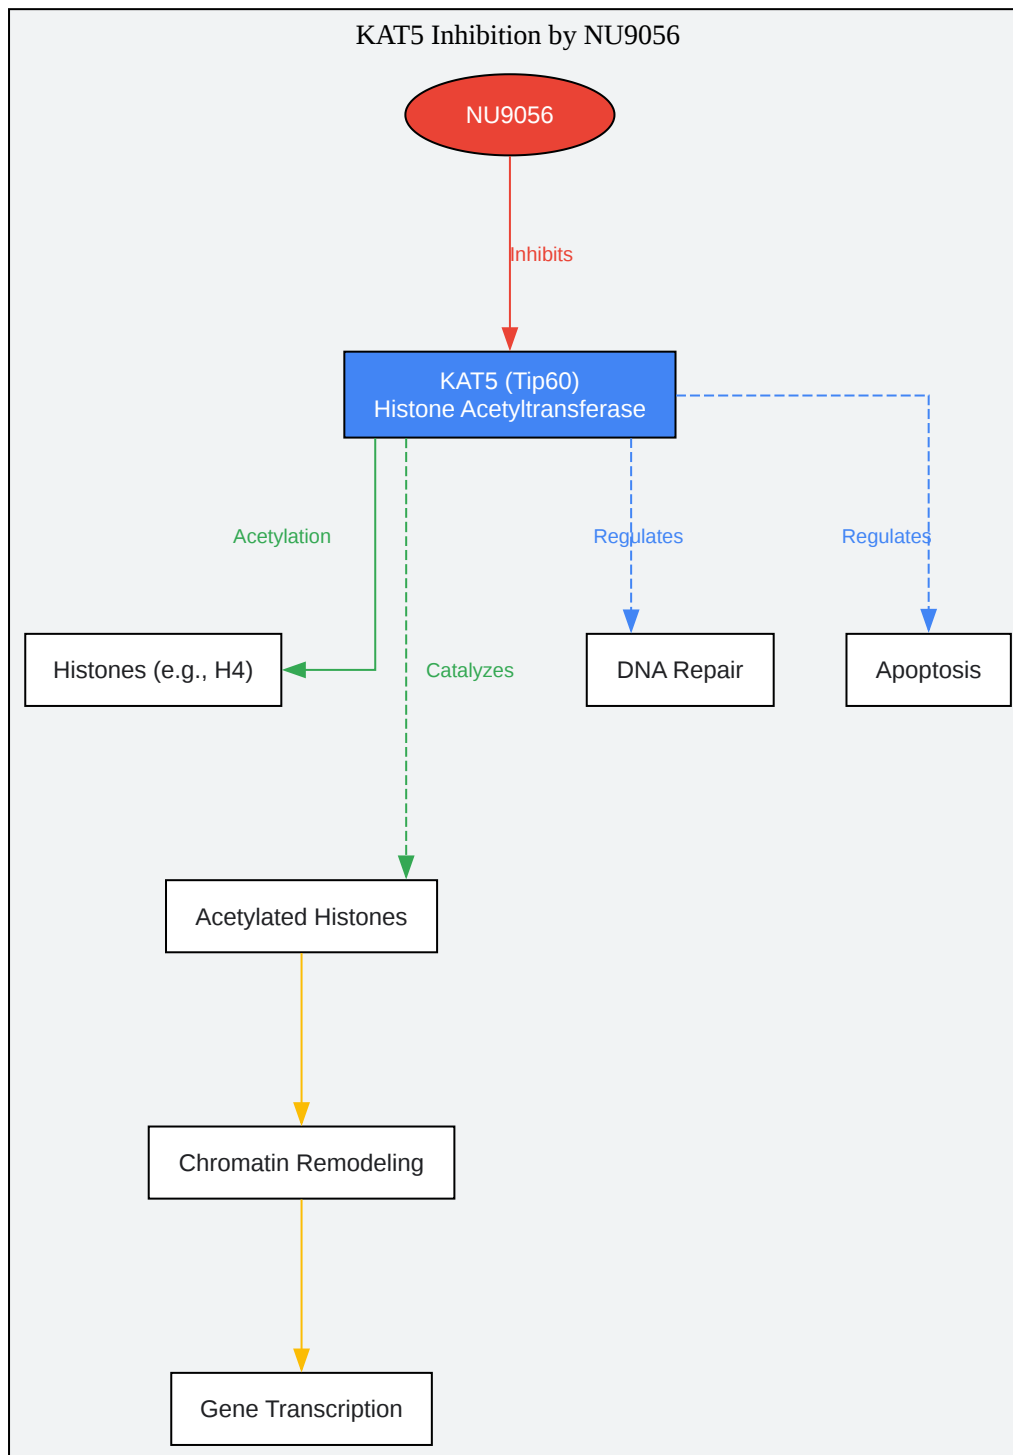 KAT5 Inhibition by NU9056
NU9056
Inhibits
KAT5 (Tip60)
Histone Acetyltransferase
Acetylation
Regulates
Regulates
Histones (e.g., H4)
Catalyzes
DNA Repair
Apoptosis
Acetylated Histones
Chromatin Remodeling
Gene Transcription